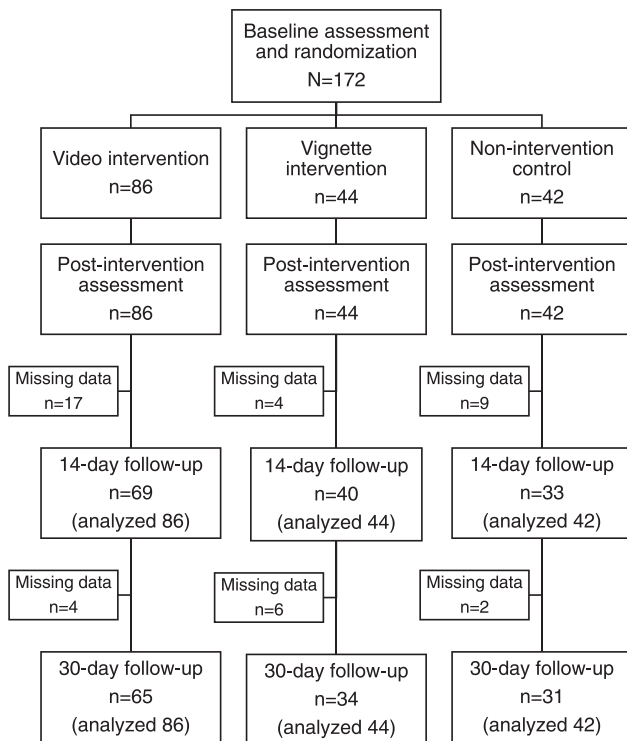 Baseline assessment
and randomization
N=172
Video intervention
n=86
Vignette
intervention
n=44
Non-intervention
control
n=42
Post-intervention
assessment
n=86
Post-intervention
assessment
n=44
Post-intervention
assessment
n=42
Missing data
n=17
Missing data
n=4
Missing data
n=9
14-day follow-up
n=69
(analyzed 86)
14-day follow-up
n=40
(analyzed 44)
14-day follow-up
n=33
(analyzed 42)
Missing data
n=4
Missing data
n=6
Missing data
n=2
30-day follow-up
n=65
(analyzed 86)
30-day follow-up
n=34
(analyzed 44)
30-day follow-up
n=31
(analyzed 42)